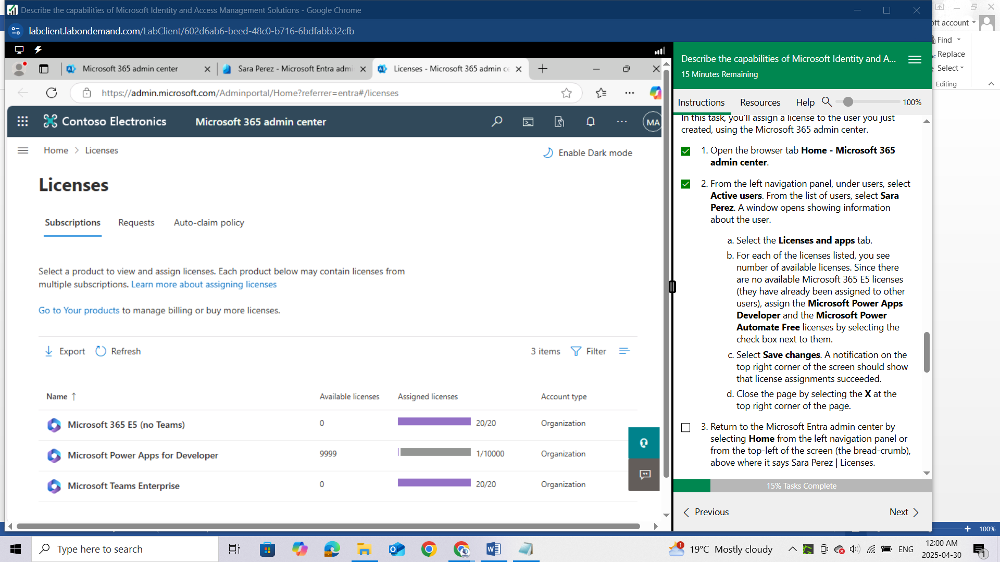 Describe the capabilities of Microsoft Identity and Access Management Solutions - Google Chrome
labclient.labondemand.com/LabClient/602d6ab6-beed-48c0-b716-6bdfabb32cfb
Microsoft 365 admin center
Sara Perez - Microsoft Entra admi
Licenses - Microsoft 365 admin ce
https://admin.microsoft.com/Adminportal/Home?referrer=entra#/licenses
Contoso Electronics
Microsoft 365 admin center
MA
Home > Licenses
Enable Dark mode
Licenses
Subscriptions
Requests
Auto-claim policy
Select a product to view and assign licenses. Each product below may contain licenses from
multiple subscriptions. Learn more about assigning licenses
Go to Your products to manage billing or buy more licenses.
Export
Refresh
3 items
Filter
Name ↑ Available licenses Assigned licenses Account type
Microsoft 365 E5 (no Teams) 0 20/20 Organization
Microsoft Power Apps for Developer 9999 1/10000 Organization
Microsoft Teams Enterprise 0 20/20 Organization
Describe the capabilities of Microsoft Identity and A...
15 Minutes Remaining
Instructions
Resources
Help
100%
In this task, you'll assign a license to the user you just
created, using the Microsoft 365 admin center.
1. Open the browser tab Home - Microsoft 365
admin center.
2. From the left navigation panel, under users, select
Active users. From the list of users, select Sara
Perez. A window opens showing information
about the user.
a. Select the Licenses and apps tab.
b. For each of the licenses listed, you see
number of available licenses. Since there
are no available Microsoft 365 E5 licenses
(they have already been assigned to other
users), assign the Microsoft Power Apps
Developer and the Microsoft Power
Automate Free licenses by selecting the
check box next to them.
c. Select Save changes. A notification on the
top right corner of the screen should show
that license assignments succeeded.
d. Close the page by selecting the X at the
top right corner of the page.
3. Return to the Microsoft Entra admin center by
selecting Home from the left navigation panel or
from the top-left of the screen (the bread-crumb),
above where it says Sara Perez | Licenses.
15% Tasks Complete
Previous
Next
oft account
Find
Replace
Select
Editing
100%
Type here to search
1
19°C Mostly cloudy
ENG
12:00 AM
2025-04-30
1